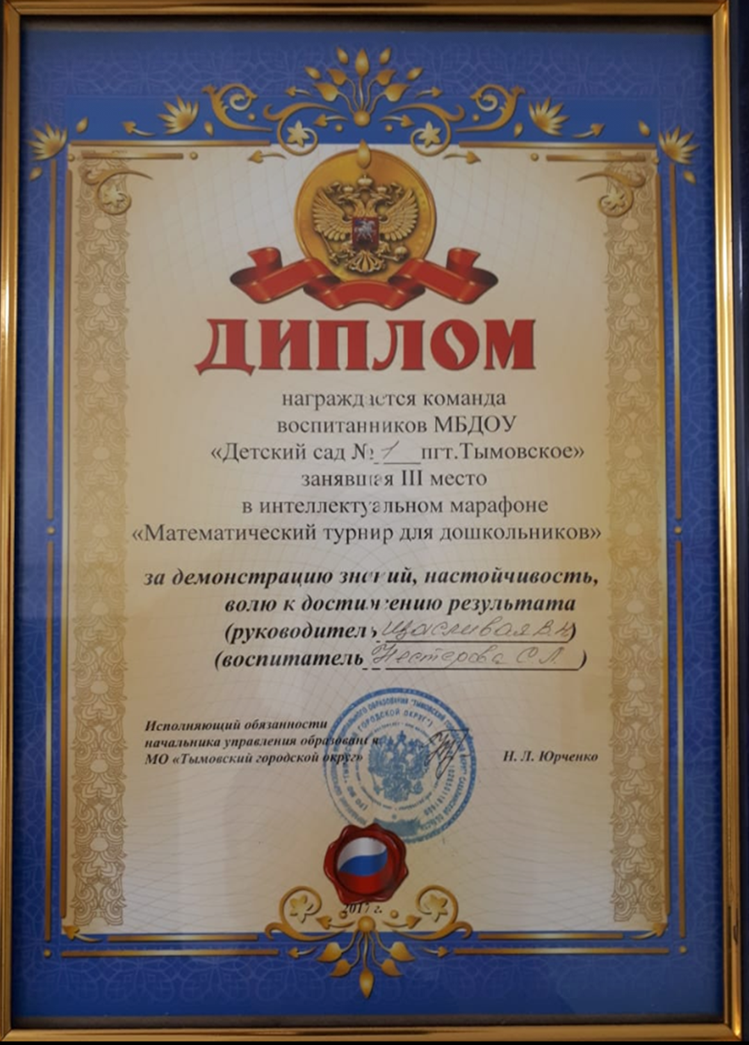 ДИПЛОМ
награждается команда
воспитанников МБДОУ
«Детский сад № 1 пгт.Тымовское»
занявшая III место
в интеллектуальном марафоне
«Математический турнир для дошкольников»
за демонстрацию знаний, настойчивость,
волю к достижению результата
(руководитель Щасливая В.Н.)
(воспитатель Нестерова С Л )
Исполняющий обязанности
начальника управления образования
МО «Тымовский городской округ»
Н. Л. Юрченко
2017 г.